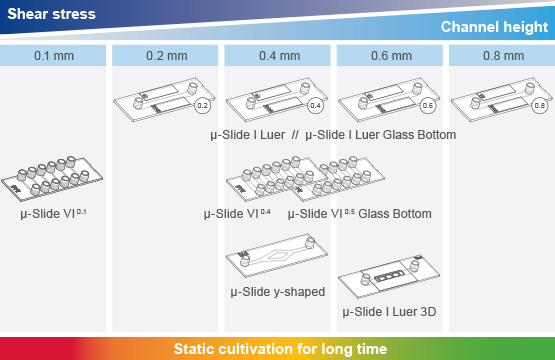 Shear stress
Channel height
0.1 mm 0.2 mm 0.4 mm 0.6 mm 0.8 mm
0.2 0.4 0.6 0.8
µ-Slide I Luer // µ-Slide I Luer Glass Bottom
µ-Slide VI 0.1
µ-Slide VI 0.4 µ-Slide VI 0.5 Glass Bottom
µ-Slide y-shaped
µ-Slide I Luer 3D
Static cultivation for long time